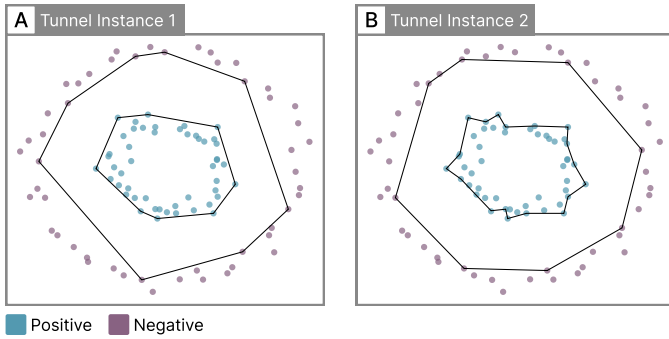 A Tunnel Instance 1
B Tunnel Instance 2
Positive Negative